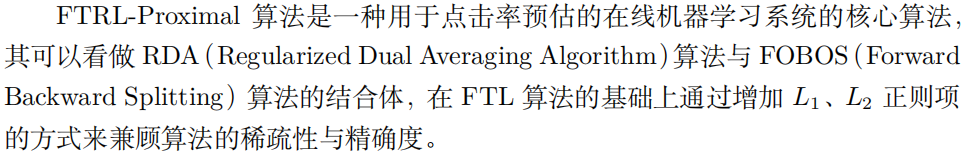 FTRL-Proximal 算法是一种用于点击率预估的在线机器学习系统的核心算法，
其可以看做 RDA（Regularized Dual Averaging Algorithm）算法与 FOBOS（Forward
Backward Splitting）算法的结合体，在 FTL 算法的基础上通过增加 L₁、L₂ 正则项
的方式来兼顾算法的稀疏性与精确度。